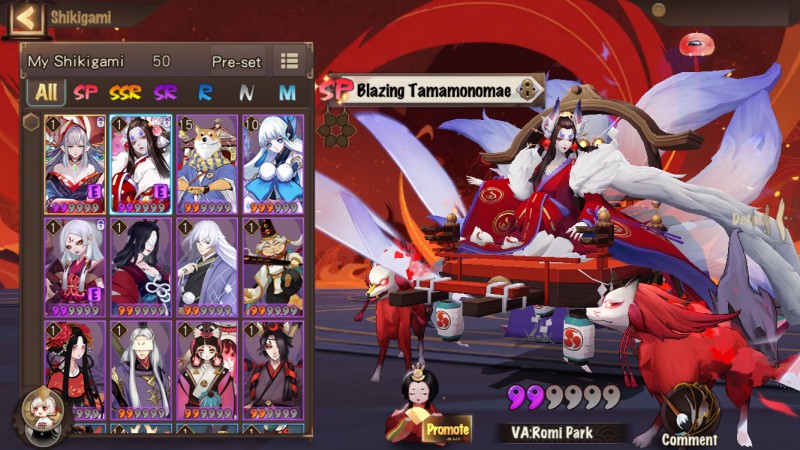 Shikigami
My Shikigami 50 Pre-set
All SP SSR SR R N M
SP Blazing Tamamonomae
1 1 15 10
E E
1 1 1 1
E
1 1 1 1
Promote
VA:Romi Park
Comment